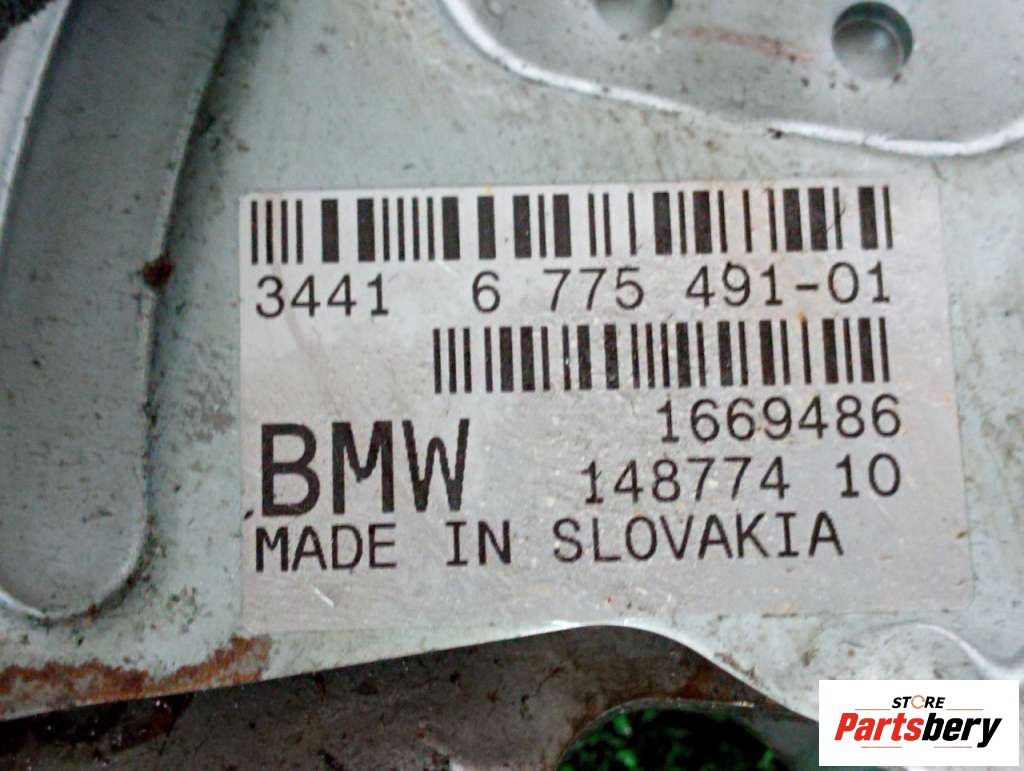 3441 6 775 491-01
1669486
BMW 148774 10
MADE IN SLOVAKIA
STORE
Partsbery